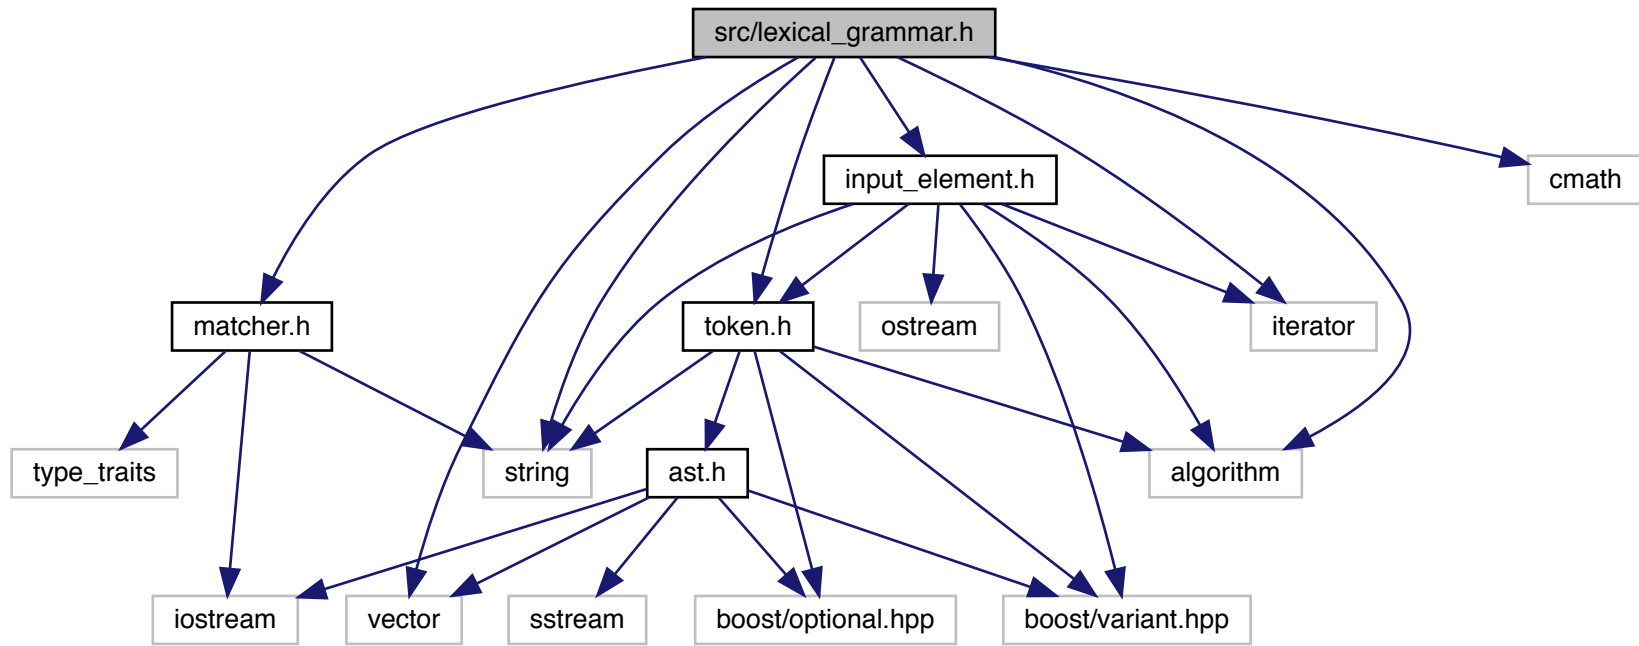 src/lexical_grammar.h
input_element.h
cmath
matcher.h
token.h
ostream
iterator
type_traits
string
ast.h
algorithm
iostream
vector
sstream
boost/optional.hpp
boost/variant.hpp